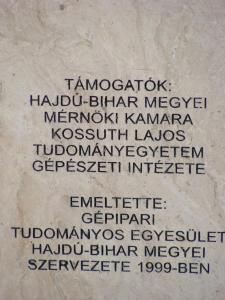 TÁMOGATÓK:
HAJDÚ-BIHAR MEGYEI
MÉRNÖKI KAMARA
KOSSUTH LAJOS
TUDOMÁNYEGYETEM
GÉPÉSZETI INTÉZETE
EMELTETTE:
GÉPIPARI
TUDOMÁNYOS EGYESÜLET
HAJDÚ-BIHAR MEGYEI
SZERVEZETE 1999-BEN